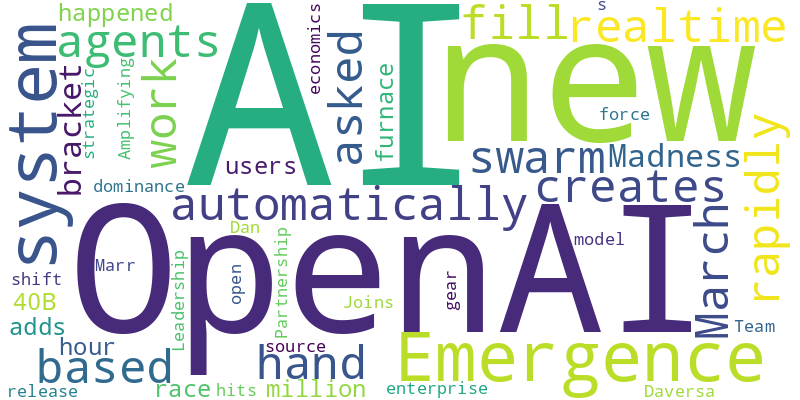 happened
AI
economics
s
fill
realtime
agents
new
system
bracket
strategic
Amplifying
work
asked
furnace
force
users
swarm
Madness
dominance
creates
rapidly
automatically
March
OpenAI
Dan
Marr
Leadership
open
Partnership
model
shift
gear
40B
Joins
adds
Team
hour
source
Emergence
based
hand
release
race
hits
million
enterprise
Daversa